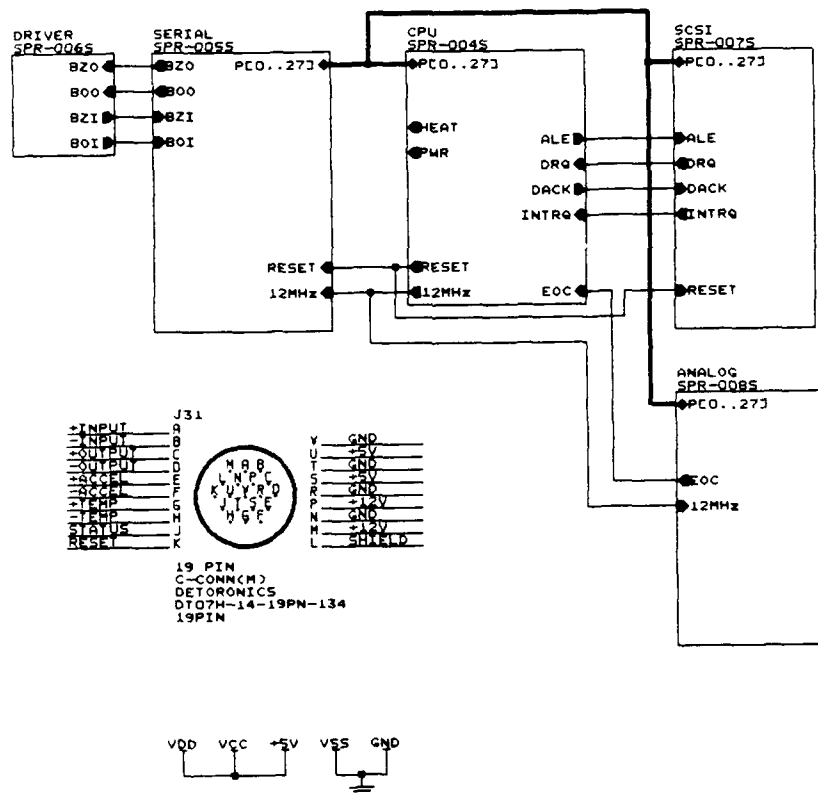 DRIVER
SPR-006S
BZO
BOO
BZI
BOI
SERIAL
SPR-005S
BZO
BOO
BZI
BOI
P[0..27]
RESET
12MHz
CPU
SPR-004S
P[0..27]
HEAT
PWR
ALE
DRQ
DACK
INTRQ
RESET
12MHz
EOC
SCSI
SPR-007S
P[0..27]
ALE
DRQ
DACK
INTRQ
RESET
ANALOG
SPR-008S
P[0..27]
EOC
12MHz
J31
+INPUT A
-INPUT B
+OUTPUT C
-OUTPUT D
+ACCEL E
-ACCEL F
+TEMP G
-TEMP H
STATUS J
RESET K
M A B
L N P C
K U V R D
J T S E
H G F
V GND
U +5V
T GND
S +5V
R GND
P +12V
N GND
M +12V
L SHIELD
19 PIN
C-CONN(M)
DETORONICS
DT07H-14-19PN-134
19PIN
VDD VCC +5V VSS GND